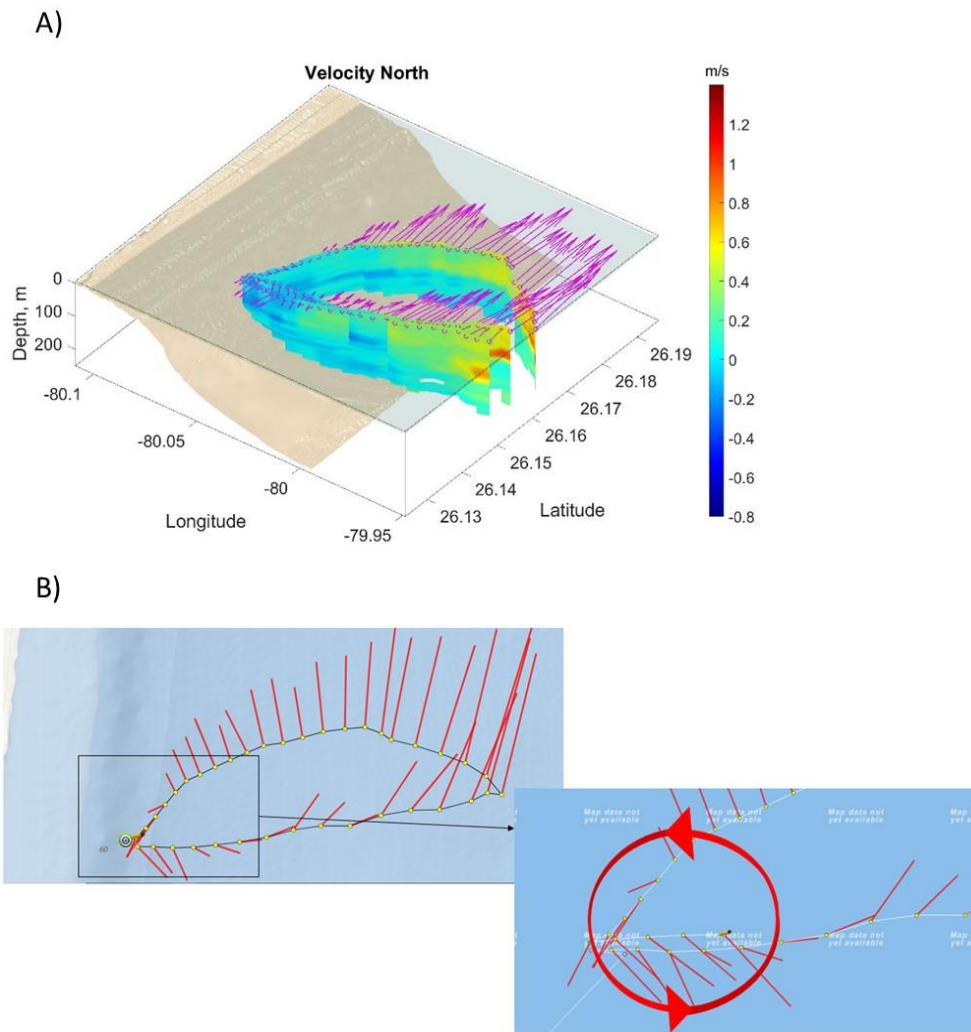 A)
Velocity North
m/s
1.2
1
0.8
0.6
0.4
0.2
0
-0.2
-0.4
-0.6
-0.8
Depth, m
0
100
200
-80.1
-80.05
-80
-79.95
Longitude
26.13
26.14
26.15
26.16
26.17
26.18
26.19
Latitude
B)
60
Map data not
yet available
Map data not
yet available
Map data not
yet available
Map data not
yet available
Map data not
yet available
Map data not
yet available
Map data not
yet available
Map data not
yet available